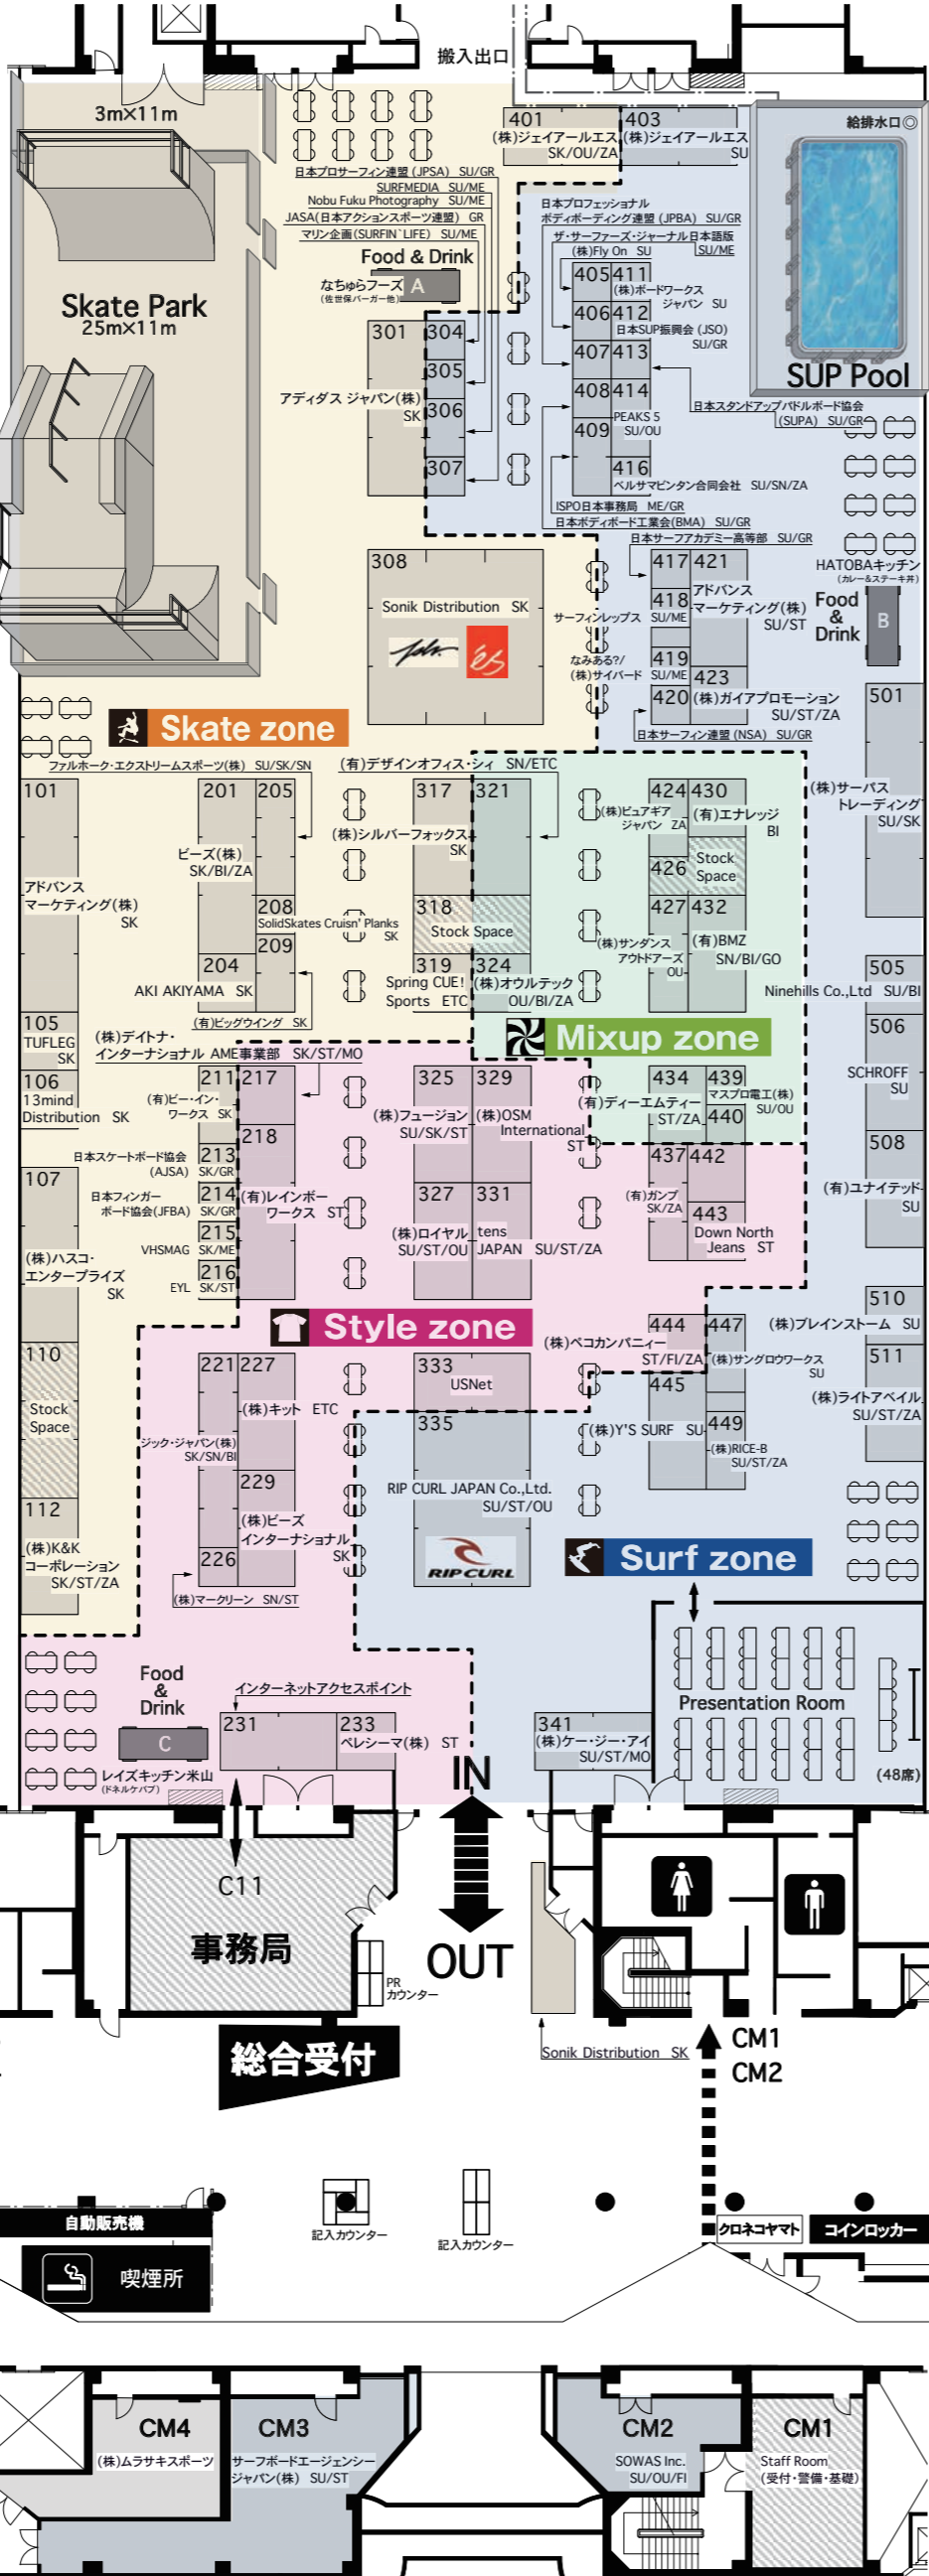 搬入出口
3m×11m
給排水口◎
401
(株)ジェイアールエス
SK/OU/ZA
403
(株)ジェイアールエス
SU
日本プロサーフィン連盟 (JPSA) SU/GR
SURFMEDIA SU/ME
Nobu Fuku Photography SU/ME
JASA(日本アクションスポーツ連盟) GR
マリン企画(SURFIN`LIFE) SU/ME
Food & Drink
なちゅらフーズ
(佐世保バーガー他)
A
日本プロフェッショナル
ボディボーディング連盟 (JPBA) SU/GR
ザ・サーファーズ・ジャーナル日本語版
SU/ME
(株)Fly On SU
405
411
(株)ボードワークス
ジャパン SU
406
412
日本SUP振興会 (JSO)
SU/GR
407
413
408
414
PEAKS 5
SU/OU
409
416
ベルサマビンタン合同会社 SU/SN/ZA
ISPO日本事務局 ME/GR
日本ボディボード工業会(BMA) SU/GR
日本スタンドアップパドルボード協会
(SUPA) SU/GR
SUP Pool
Skate Park
25m×11m
301
アディダス ジャパン(株)
SK
304
305
306
307
308
Sonik Distribution SK
éS
日本サーフアカデミー高等部 SU/GR
417
421
アドバンス
マーケティング(株)
SU/ST
418
サーフィンレップス SU/ME
419
なみある?/
(株)サイバード SU/ME
423
420
(株)ガイアプロモーション
SU/ST/ZA
日本サーフィン連盟 (NSA) SU/GR
HATOBAキッチン
(カレー&ステーキ丼)
Food
&
Drink
B
501
(株)サーパス
トレーディング
SU/SK
Skate zone
ファルホーク・エクストリームスポーツ(株) SU/SK/SN
(有)デザインオフィス・シィ SN/ETC
101
アドバンス
マーケティング(株)
SK
201
205
ビーズ(株)
SK/BI/ZA
208
SolidSkates Cruisn' Planks
SK
209
204
AKI AKIYAMA SK
(有)ビッグウイング SK
317
321
(株)シルバーフォックス
SK
318
Stock Space
319
Spring CUE!
Sports ETC
324
(株)オウルテック
OU/BI/ZA
424
430
(株)ピュアギア
ジャパン ZA
(有)エナレッジ
BI
426
Stock
Space
427
432
(株)サンダンス
アウトドアーズ
OU
(有)BMZ
SN/BI/GO
505
Ninehills Co.,Ltd SU/BI
506
SCHROFF
SU
105
TUFLEG
SK
106
13mind
Distribution SK
(株)デイトナ・
インターナショナル AME事業部 SK/ST/MO
Mixup zone
211
(有)ビー・イン・
ワークス SK
217
218
日本スケートボード協会
(AJSA)
213
SK/GR
日本フィンガー
ボード協会(JFBA)
214
SK/GR
(有)レインボー
ワークス ST
215
VHSMAG SK/ME
216
EYL SK/ST
325
329
(株)フュージョン
SU/SK/ST
(株)OSM
International
ST
327
331
(株)ロイヤル
SU/ST/OU
tens
JAPAN SU/ST/ZA
434
439
(有)ディーエムティー
ST/ZA
マスプロ電工(株)
SU/OU
440
437
442
(有)ガンプ
SK/ZA
443
Down North
Jeans ST
508
(有)ユナイテッド
SU
107
(株)ハスコ・
エンタープライズ
SK
510
(株)ブレインストーム SU
Style zone
110
Stock
Space
221
227
(株)キット ETC
ジック・ジャパン(株)
SK/SN/BI
229
(株)ビーズ
インターナショナル
SK
226
(株)マークリーン SN/ST
333
USNet
335
RIP CURL JAPAN Co.,Ltd.
SU/ST/OU
RIP CURL
444
447
(株)ペコカンパニィー
ST/FI/ZA
(株)サングロウワークス
SU
445
(株)Y'S SURF SU
449
(株)RICE-B
SU/ST/ZA
511
(株)ライトアベイル
SU/ST/ZA
112
(株)K&K
コーポレーション
SK/ST/ZA
Surf zone
Food
&
Drink
C
レイズキッチン米山
(ドネルケバブ)
インターネットアクセスポイント
231
233
ペレシーマ(株) ST
IN
341
(株)ケー・ジー・アイ
SU/ST/MO
Presentation Room
(48席)
C11
事務局
OUT
PR
カウンター
総合受付
Sonik Distribution SK
CM1
CM2
自動販売機
喫煙所
記入カウンター
記入カウンター
クロネコヤマト
コインロッカー
CM4
(株)ムラサキスポーツ
CM3
サーフボードエージェンシー
ジャパン(株) SU/ST
CM2
SOWAS Inc.
SU/OU/FI
CM1
Staff Room
(受付・警備・基礎)